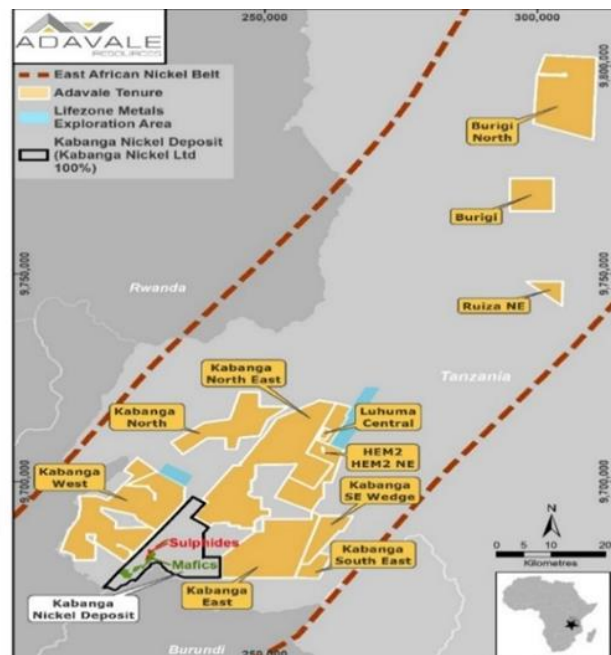 ADAVALE
RESOURCES
East African Nickel Belt
Adavale Tenure
Lifezone Metals
Exploration Area
Kabanga Nickel Deposit
(Kabanga Nickel Ltd
100%)
250,000
300,000
9,800,000
Burigi
North
Burigi
9,750,000
9,750,000
Ruiza NE
Rwanda
Tanzania
Kabanga
North East
Kabanga
North
Luhuma
Central
HEM2
HEM2 NE
Kabanga
West
Kabanga
SE Wedge
9,700,000
9,700,000
Sulphides
Mafics
Kabanga
South East
Kabanga
East
Kabanga
Nickel Deposit
Burundi
250,000
N
0
10
20
Kilometres